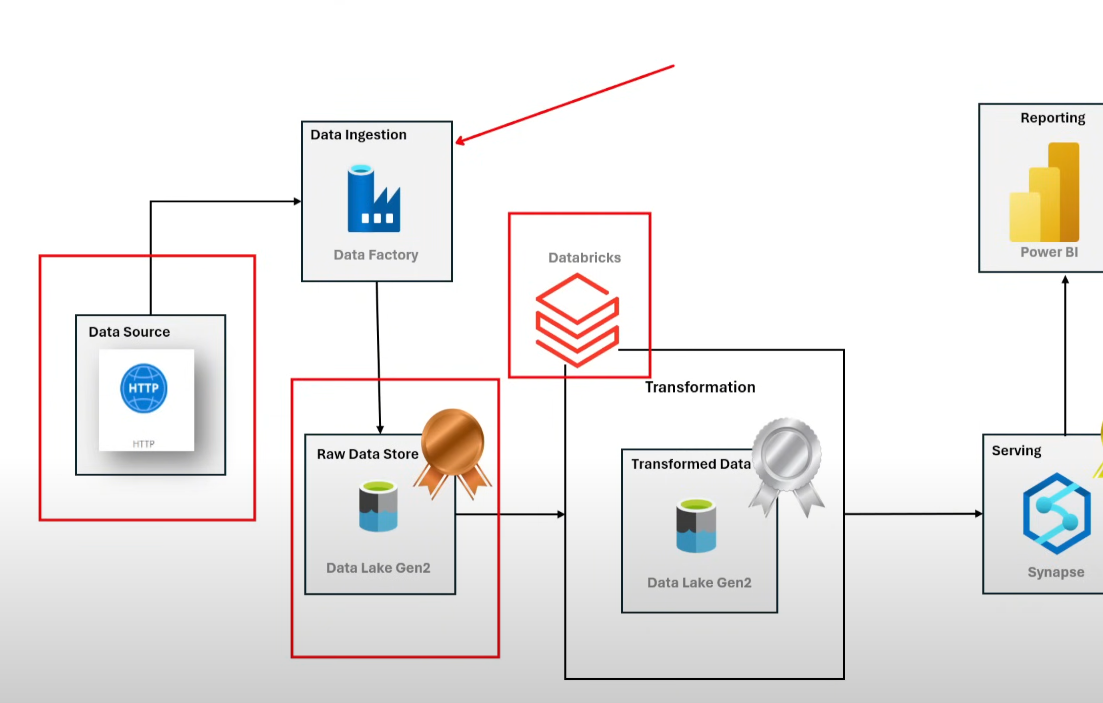 Data Source
HTTP
HTTP
Data Ingestion
Data Factory
Raw Data Store
Data Lake Gen2
Databricks
Transformation
Transformed Data
Data Lake Gen2
Serving
Synapse
Reporting
Power BI